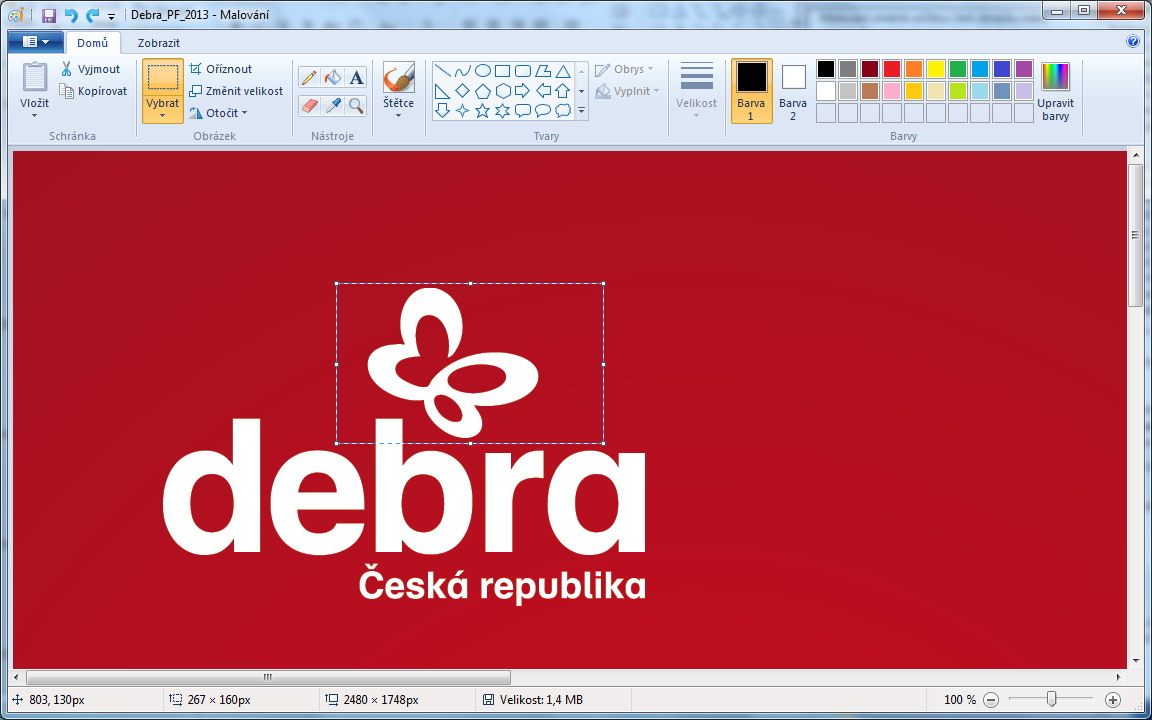 Debra_PF_2013 - Malování
Domů
Zobrazit
Vložit
Vyjmout
Kopírovat
Schránka
Vybrat
Oříznout
Změnit velikost
Otočit
Obrázek
A
Nástroje
Štětce
Obrys
Vyplnit
Tvary
Velikost
Barva 1
Barva 2
Upravit barvy
Barvy
debra
Česká republika
803, 130px
267 × 160px
2480 × 1748px
Velikost: 1,4 MB
100 %